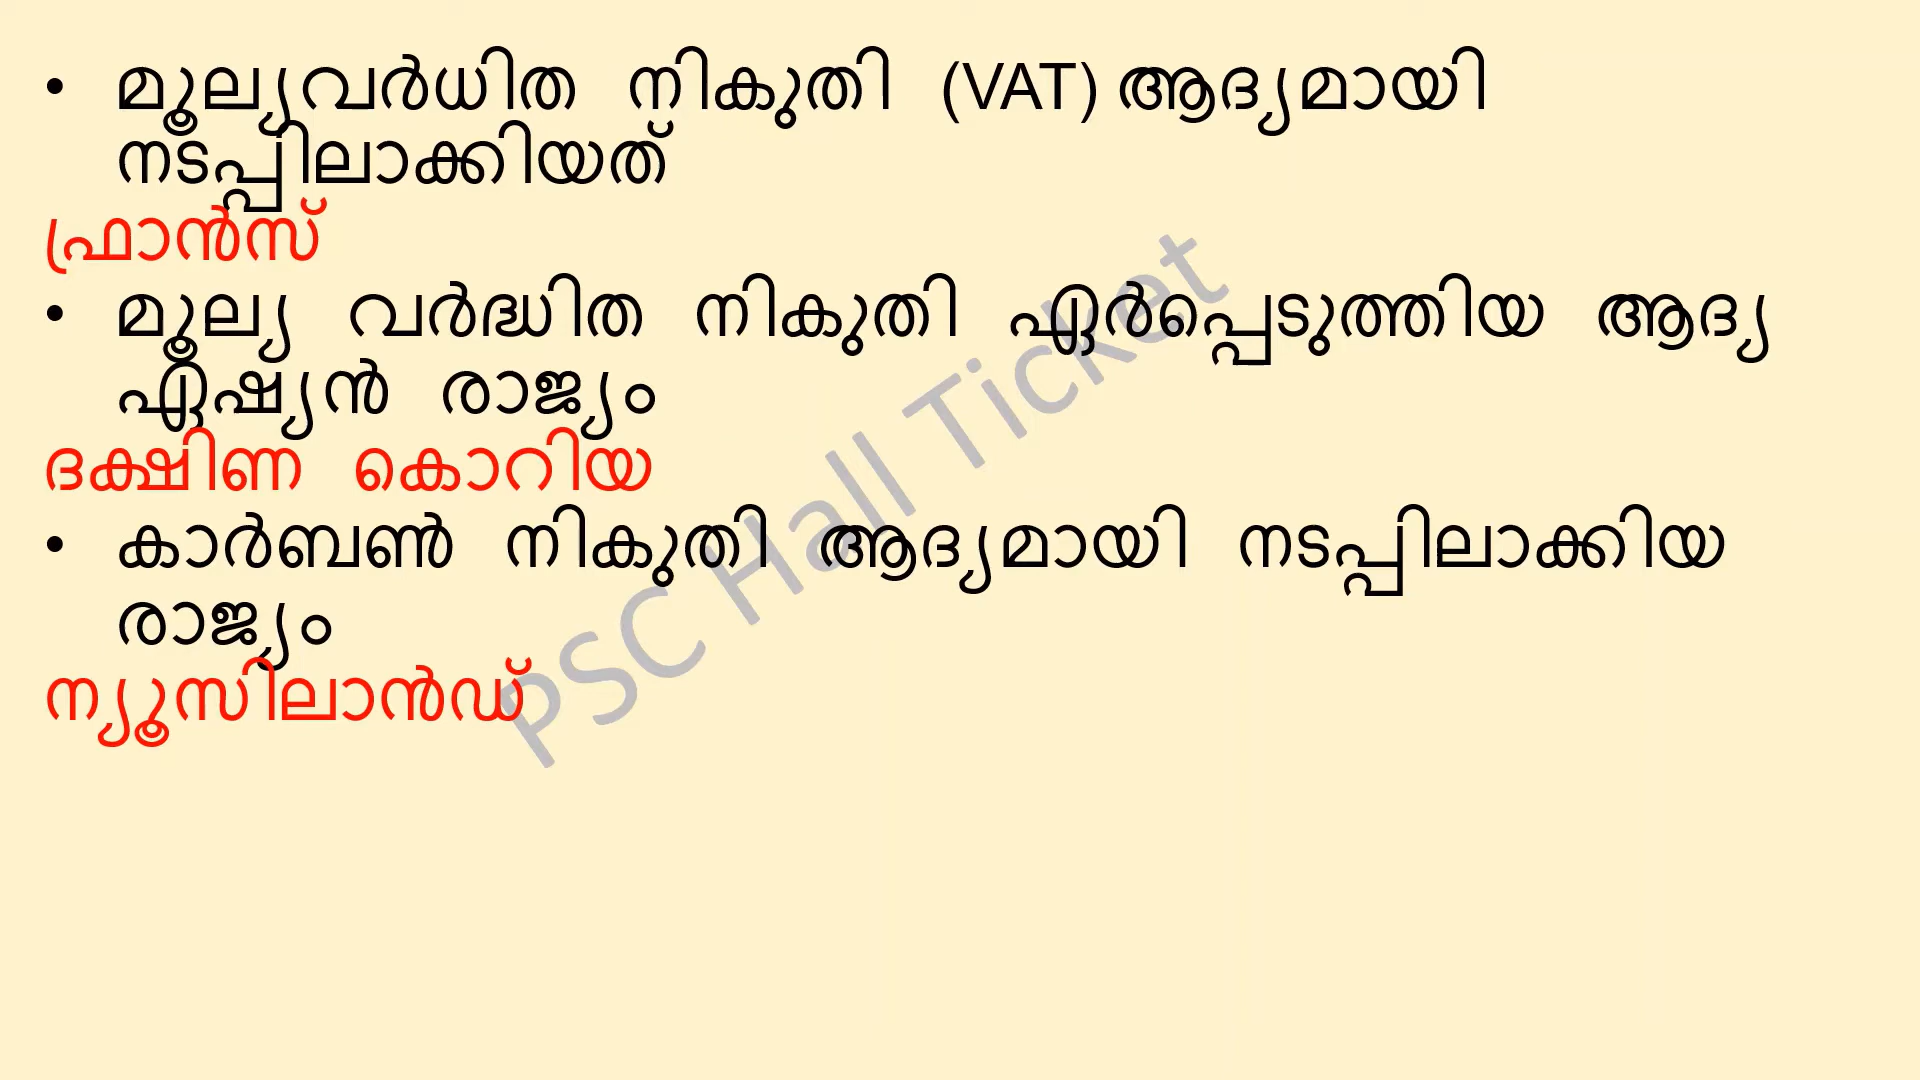 • മൂല്യവർധിത നികുതി (VAT) ആദ്യമായി
നടപ്പിലാക്കിയത്
ഫ്രാൻസ്
• മൂല്യ വർദ്ധിത നികുതി ഏർപ്പെടുത്തിയ ആദ്യ
ഏഷ്യൻ രാജ്യം
ദക്ഷിണ കൊറിയ
• കാർബൺ നികുതി ആദ്യമായി നടപ്പിലാക്കിയ
രാജ്യം
ന്യൂസിലാൻഡ്
PSC Hall Ticket